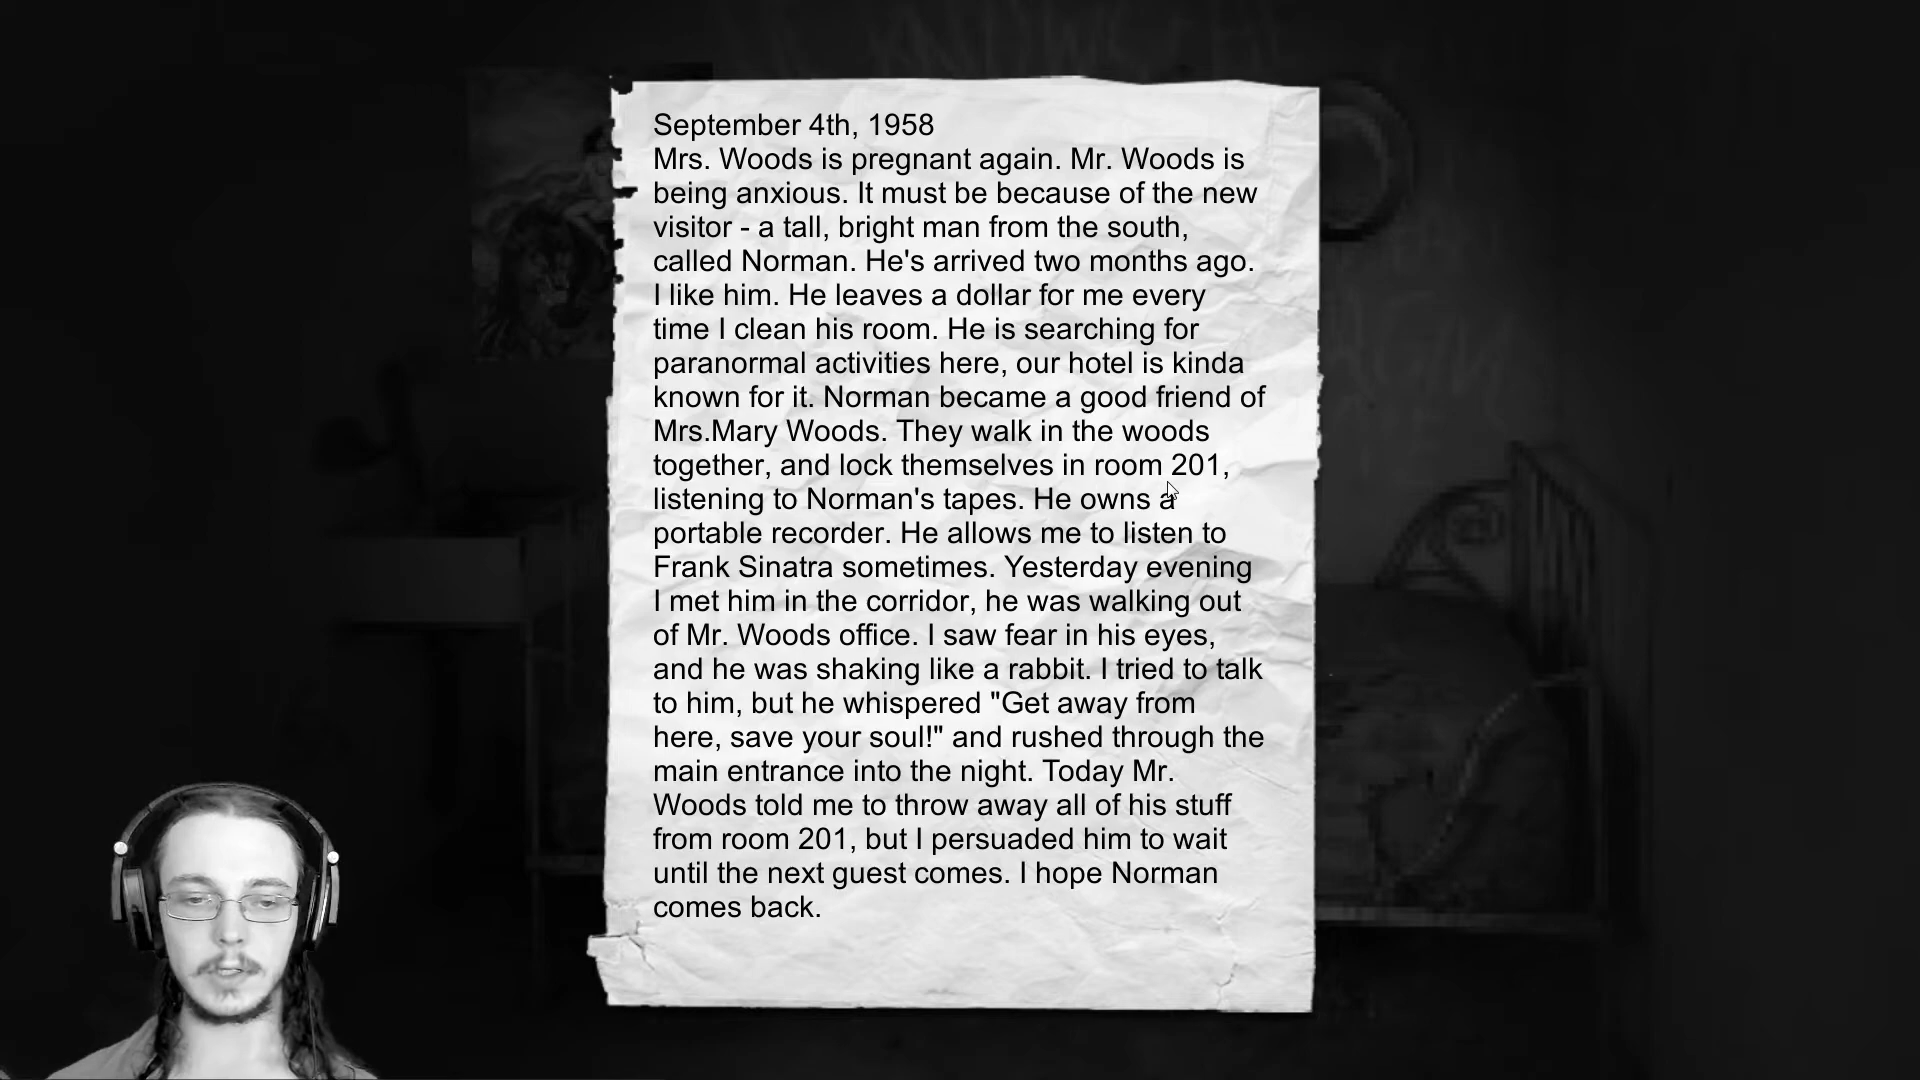 September 4th, 1958
Mrs. Woods is pregnant again. Mr. Woods is
being anxious. It must be because of the new
visitor - a tall, bright man from the south,
called Norman. He's arrived two months ago.
I like him. He leaves a dollar for me every
time I clean his room. He is searching for
paranormal activities here, our hotel is kinda
known for it. Norman became a good friend of
Mrs.Mary Woods. They walk in the woods
together, and lock themselves in room 201,
listening to Norman's tapes. He owns a
portable recorder. He allows me to listen to
Frank Sinatra sometimes. Yesterday evening
I met him in the corridor, he was walking out
of Mr. Woods office. I saw fear in his eyes,
and he was shaking like a rabbit. I tried to talk
to him, but he whispered "Get away from
here, save your soul!" and rushed through the
main entrance into the night. Today Mr.
Woods told me to throw away all of his stuff
from room 201, but I persuaded him to wait
until the next guest comes. I hope Norman
comes back.